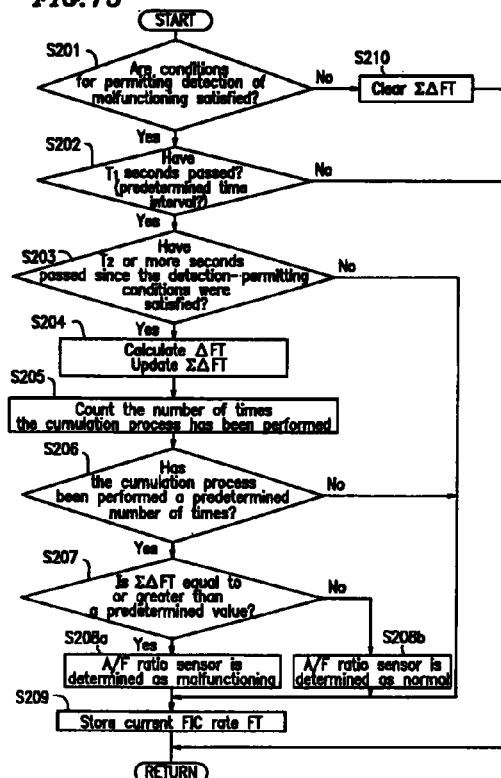 FIG.73
START
S201
Are conditions
for permitting detection of
malfunctioning satisfied?
No
S210
Clear ΣΔFT
Yes
S202
Have
T1 seconds passed?
(predetermined time
interval?)
No
Yes
S203
Have
T2 or more seconds
passed since the detection-permitting
conditions were
satisfied?
No
Yes
S204
Calculate ΔFT
Update ΣΔFT
S205
Count the number of times
the cumulation process has been performed
S206
Has
the cumulation process
been performed a predetermined
number of times?
No
Yes
S207
Is ΣΔFT equal to
or greater than
a predetermined value?
No
Yes
S208a
A/F ratio sensor is
determined as malfunctioning
S208b
A/F ratio sensor is
determined as normal
S209
Store current FIC rate FT
RETURN